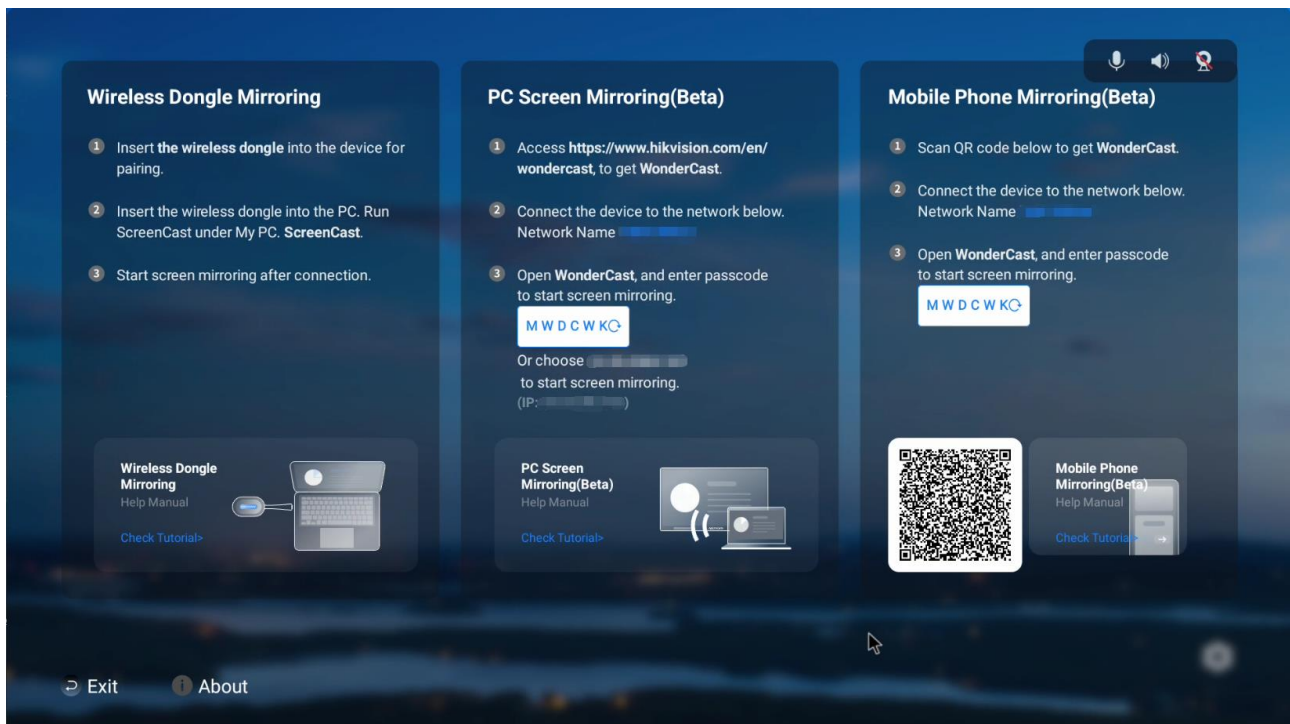 Wireless Dongle Mirroring
1 Insert the wireless dongle into the device for
pairing.
2 Insert the wireless dongle into the PC. Run
ScreenCast under My PC. ScreenCast.
3 Start screen mirroring after connection.
Wireless Dongle
Mirroring
Help Manual
Check Tutorial>
PC Screen Mirroring(Beta)
1 Access https://www.hikvision.com/en/
wondercast, to get WonderCast.
2 Connect the device to the network below.
Network Name
3 Open WonderCast, and enter passcode
to start screen mirroring.
M W D C W K
Or choose
to start screen mirroring.
(IP: )
PC Screen
Mirroring(Beta)
Help Manual
Check Tutorial>
Mobile Phone Mirroring(Beta)
1 Scan QR code below to get WonderCast.
2 Connect the device to the network below.
Network Name
3 Open WonderCast, and enter passcode
to start screen mirroring.
M W D C W K
Mobile Phone
Mirroring(Beta)
Help Manual
Check Tutorial>
Exit
About